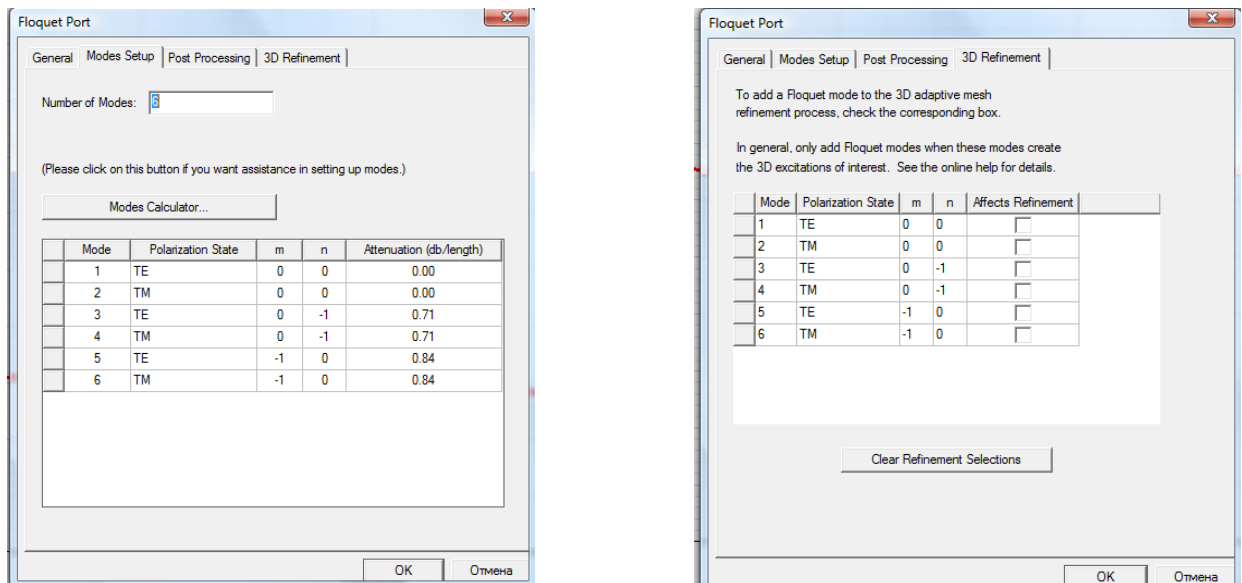 Floquet Port
General Modes Setup Post Processing 3D Refinement
Number of Modes: 6
(Please click on this button if you want assistance in setting up modes.)
Modes Calculator...
Mode Polarization State m n Attenuation (db/length)
1 TE 0 0 0.00
2 TM 0 0 0.00
3 TE 0 -1 0.71
4 TM 0 -1 0.71
5 TE -1 0 0.84
6 TM -1 0 0.84
OK Отмена
Floquet Port
General Modes Setup Post Processing 3D Refinement
To add a Floquet mode to the 3D adaptive mesh
refinement process, check the corresponding box.
In general, only add Floquet modes when these modes create
the 3D excitations of interest. See the online help for details.
Mode Polarization State m n Affects Refinement
1 TE 0 0
2 TM 0 0
3 TE 0 -1
4 TM 0 -1
5 TE -1 0
6 TM -1 0
Clear Refinement Selections
OK Отмена